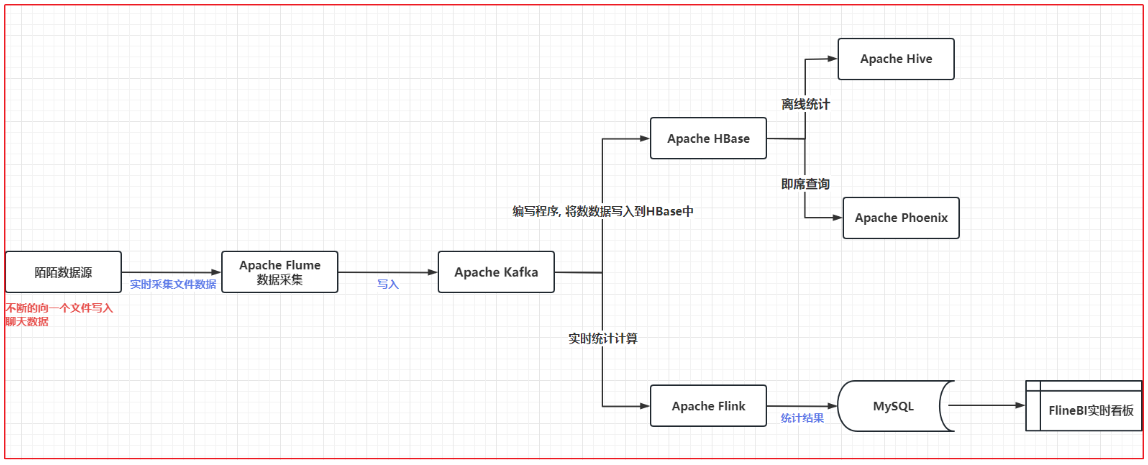 Apache Hive
离线统计
Apache HBase
即席查询
编写程序, 将数数据写入到HBase中
Apache Phoenix
陌陌数据源
实时采集文件数据
Apache Flume
数据采集
写入
Apache Kafka
不断的向一个文件写入
聊天数据
实时统计计算
Apache Flink
统计结果
MySQL
FlineBI实时看板